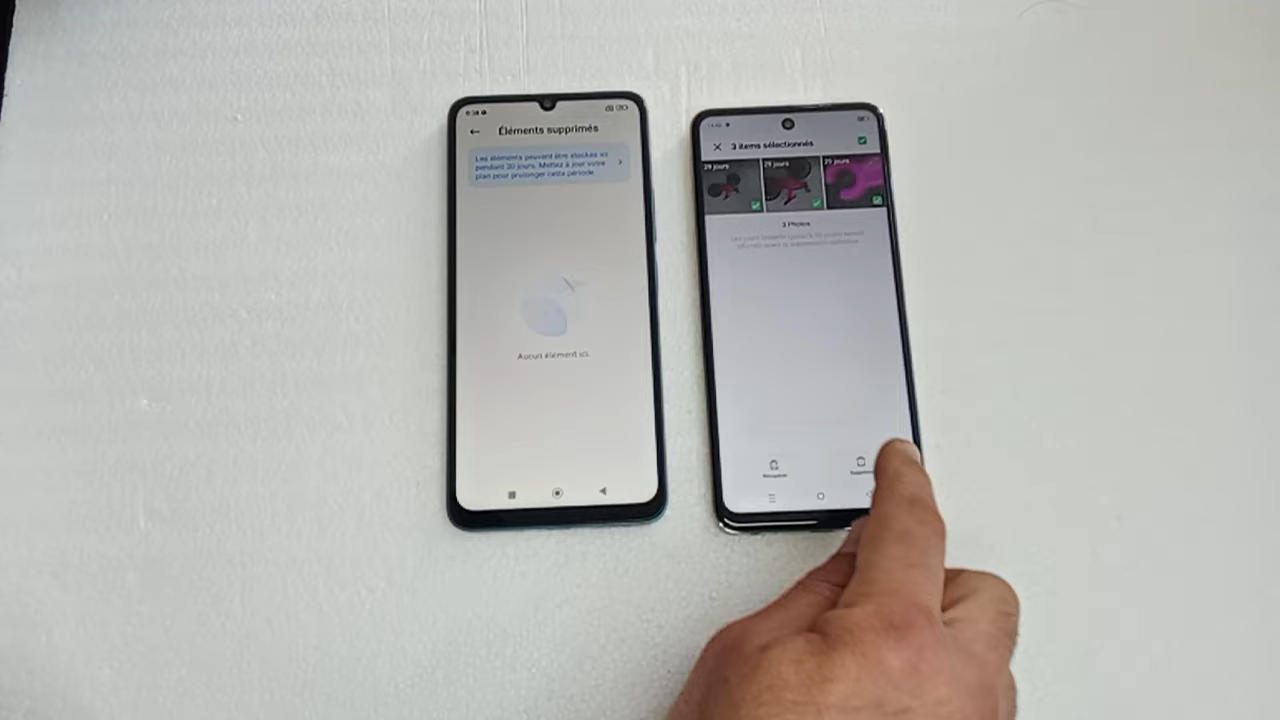 Éléments supprimés
Les éléments peuvent être stockés ici
pendant 30 jours. Mettez à jour votre
plan pour prolonger cette période.
Aucun élément ici.
3 items sélectionnés
29 jours
29 jours
29 jours
3 Photos
Récupérer